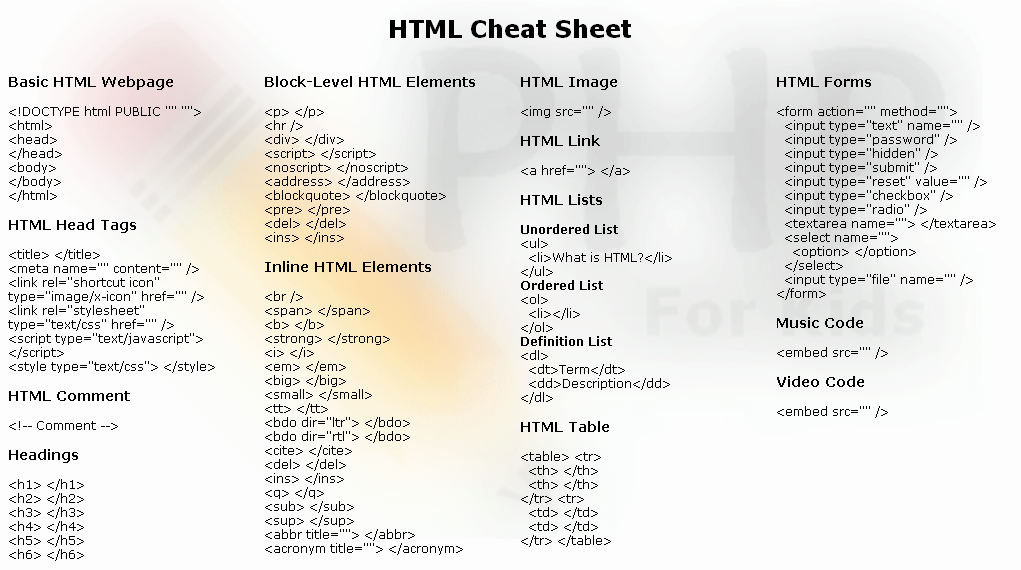 HTML Cheat Sheet
Basic HTML Webpage
<!DOCTYPE html PUBLIC "" "">
<html>
<head>
</head>
<body>
</body>
</html>
HTML Head Tags
<title> </title>
<meta name="" content="" />
<link rel="shortcut icon"
type="image/x-icon" href="" />
<link rel="stylesheet"
type="text/css" href="" />
<script type="text/javascript">
</script>
<style type="text/css"> </style>
HTML Comment
<!-- Comment -->
Headings
<h1> </h1>
<h2> </h2>
<h3> </h3>
<h4> </h4>
<h5> </h5>
<h6> </h6>
Block-Level HTML Elements
<p> </p>
<hr />
<div> </div>
<script> </script>
<noscript> </noscript>
<address> </address>
<blockquote> </blockquote>
<pre> </pre>
<del> </del>
<ins> </ins>
Inline HTML Elements
<br />
<span> </span>
<b> </b>
<strong> </strong>
<i> </i>
<em> </em>
<big> </big>
<small> </small>
<tt> </tt>
<bdo dir="ltr"> </bdo>
<bdo dir="rtl"> </bdo>
<cite> </cite>
<del> </del>
<ins> </ins>
<q> </q>
<sub> </sub>
<sup> </sup>
<abbr title=""> </abbr>
<acronym title=""> </acronym>
HTML Image
<img src="" />
HTML Link
<a href=""> </a>
HTML Lists
Unordered List
<ul>
<li>What is HTML?</li>
</ul>
Ordered List
<ol>
<li></li>
</ol>
Definition List
<dl>
<dt>Term</dt>
<dd>Description</dd>
</dl>
HTML Table
<table> <tr>
<th> </th>
<th> </th>
</tr> <tr>
<td> </td>
<td> </td>
</tr> </table>
HTML Forms
<form action="" method="">
<input type="text" name="" />
<input type="password" />
<input type="hidden" />
<input type="submit" />
<input type="reset" value="" />
<input type="checkbox" />
<input type="radio" />
<textarea name=""> </textarea>
<select name="">
<option> </option>
</select>
<input type="file" name="" />
</form>
Music Code
<embed src="" />
Video Code
<embed src="" />
PHP
For Kids